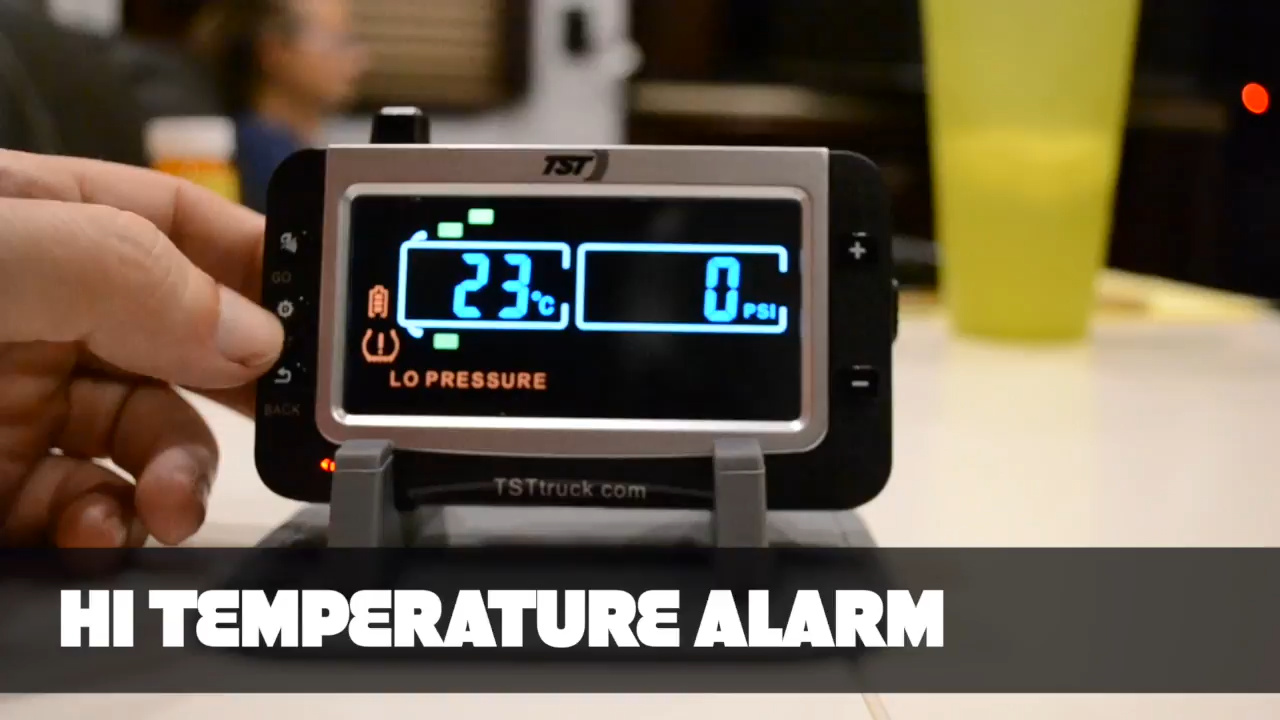 TST
GO
23 °C
0 PSI
LO PRESSURE
BACK
+
-
TSTtruck.com
HI TEMPERATURE ALARM